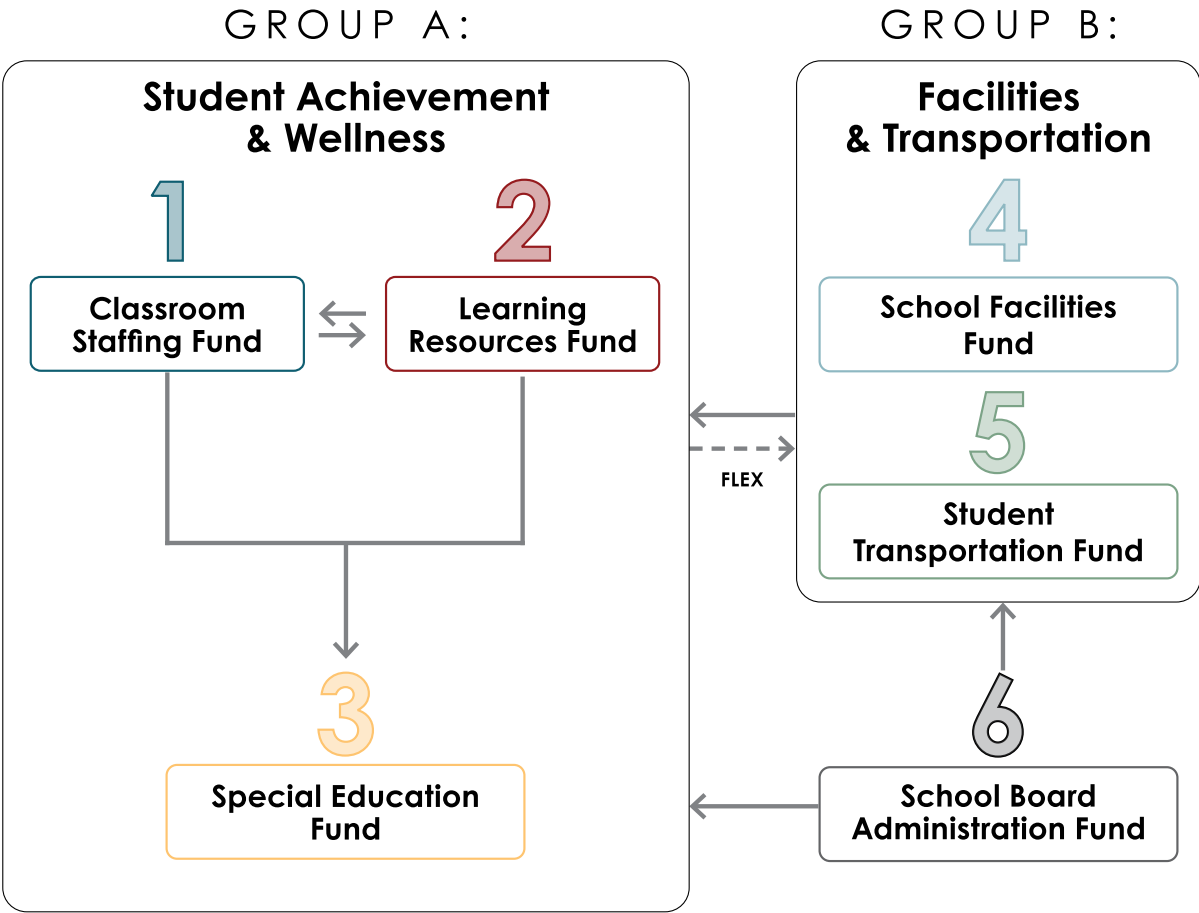 GROUP A:
Student Achievement
& Wellness
1
Classroom
Staffing Fund
2
Learning
Resources Fund
3
Special Education
Fund
FLEX
GROUP B:
Facilities
& Transportation
4
School Facilities
Fund
5
Student
Transportation Fund
6
School Board
Administration Fund